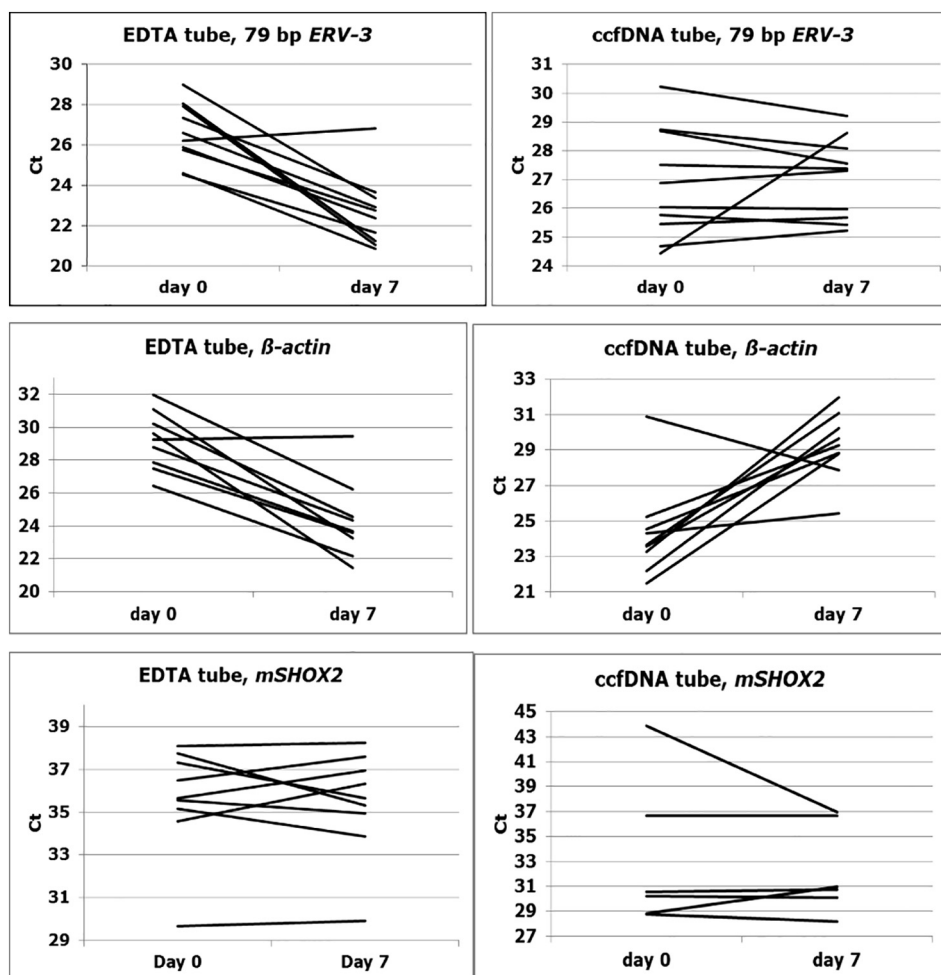 EDTA tube, 79 bp ERV-3
30
28
26
24
22
20
Ct
day 0 day 7
ccfDNA tube, 79 bp ERV-3
31
30
29
28
27
26
25
24
Ct
day 0 day 7
EDTA tube, ß-actin
32
30
28
26
24
22
20
Ct
day 0 day 7
ccfDNA tube, ß-actin
33
31
29
27
25
23
21
Ct
day 0 day 7
EDTA tube, mSHOX2
39
37
35
33
31
29
Ct
Day 0 Day 7
ccfDNA tube, mSHOX2
45
43
41
39
37
35
33
31
29
27
Ct
day 0 day 7